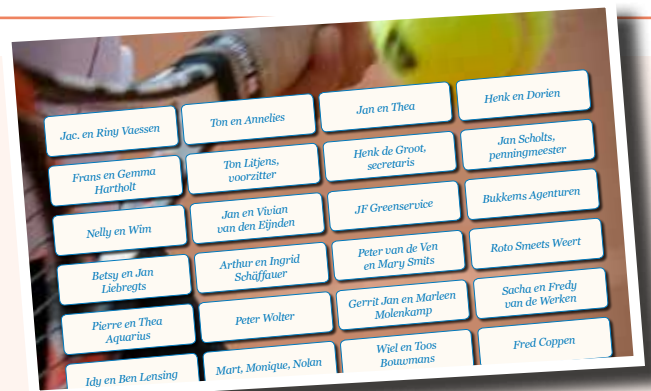 Jac. en Riny Vaessen
Ton en Annelies
Jan en Thea
Henk en Dorien
Frans en Gemma
Hartholt
Ton Litjens,
voorzitter
Henk de Groot,
secretaris
Jan Scholts,
penningmeester
Nelly en Wim
Jan en Vivian
van den Eijnden
JF Greenservice
Bukkems Agenturen
Betsy en Jan
Liebregts
Arthur en Ingrid
Schäffauer
Peter van de Ven
en Mary Smits
Roto Smeets Weert
Pierre en Thea
Aquarius
Peter Wolter
Gerrit Jan en Marleen
Molenkamp
Sacha en Fredy
van de Werken
Idy en Ben Lensing
Mart, Monique, Nolan
Wiel en Toos
Bouwmans
Fred Coppen